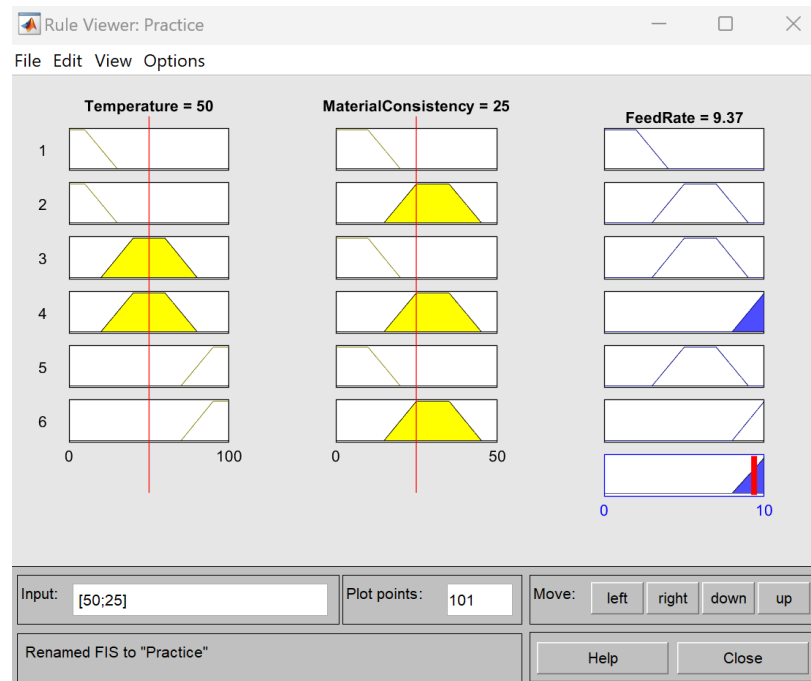 Rule Viewer: Practice
File Edit View Options
Temperature = 50
MaterialConsistency = 25
FeedRate = 9.37
1
2
3
4
5
6
0 100
0 50
0 10
Input: [50;25]
Plot points: 101
Move: left right down up
Renamed FIS to "Practice"
Help Close